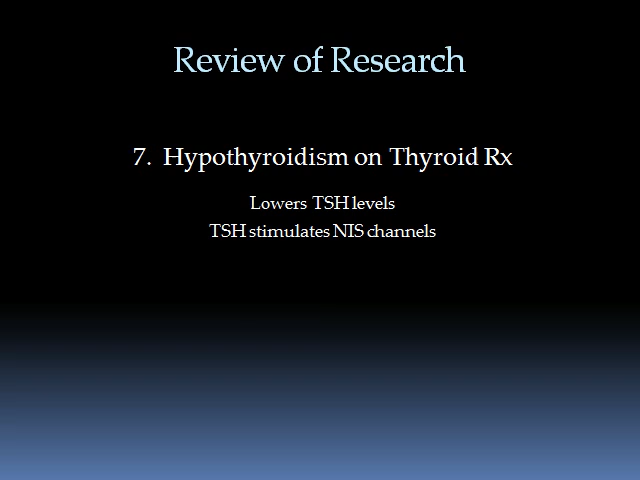 Review of Research
7. Hypothyroidism on Thyroid Rx
Lowers TSH levels
TSH stimulates NIS channels